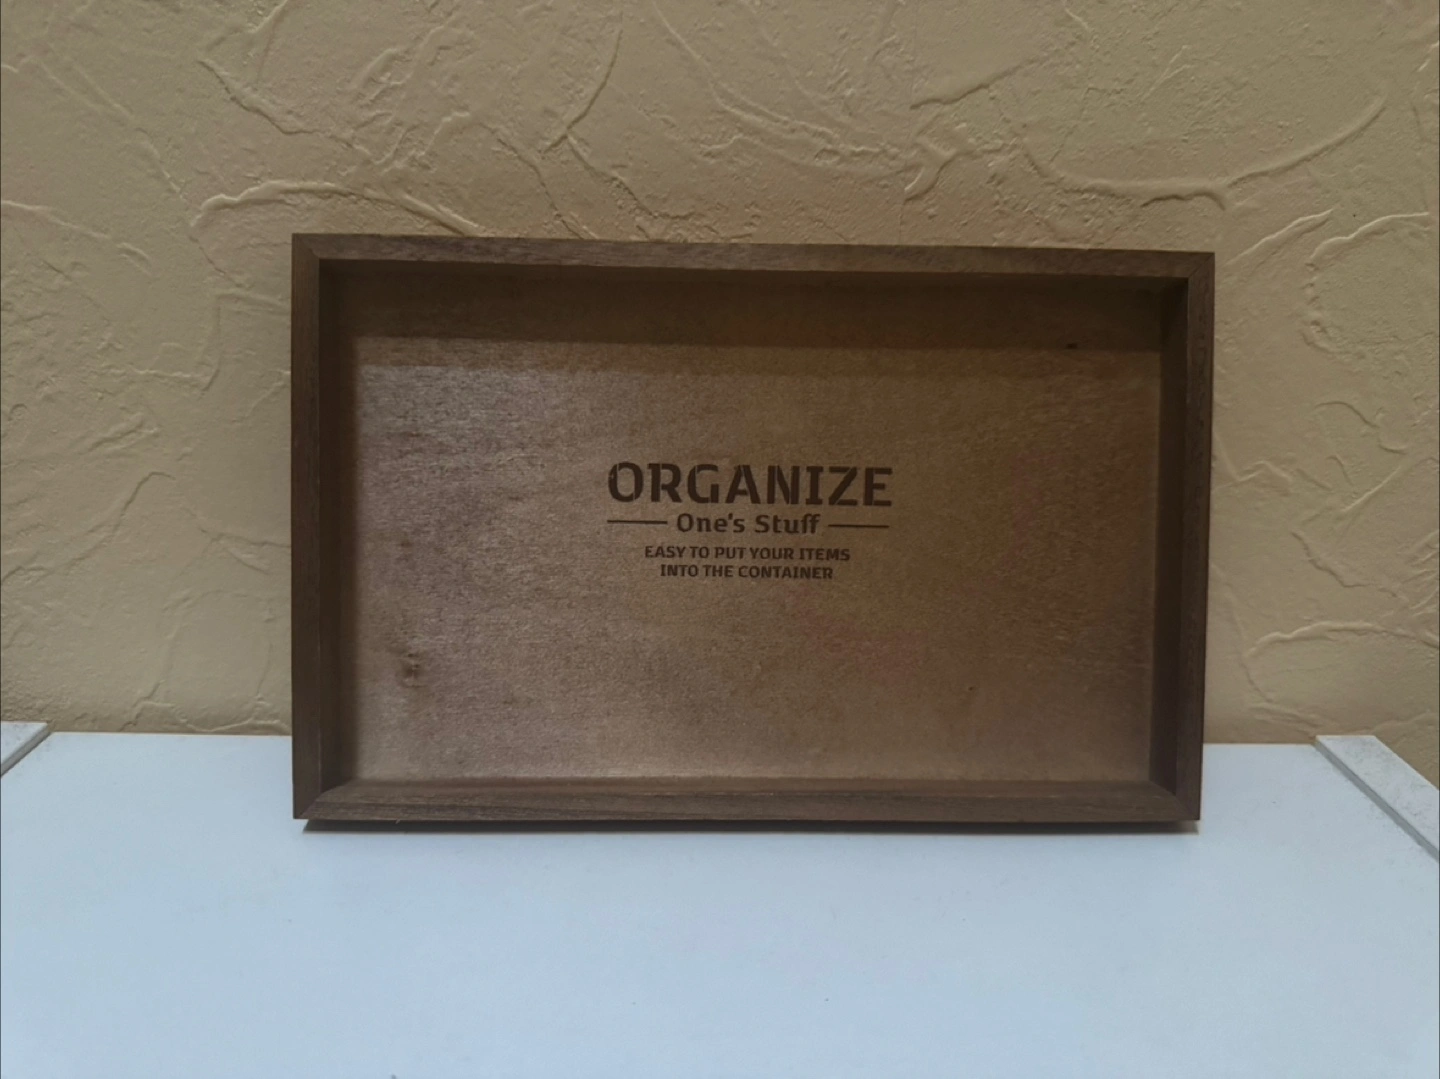 ORGANIZE
One's Stuff
EASY TO PUT YOUR ITEMS
INTO THE CONTAINER